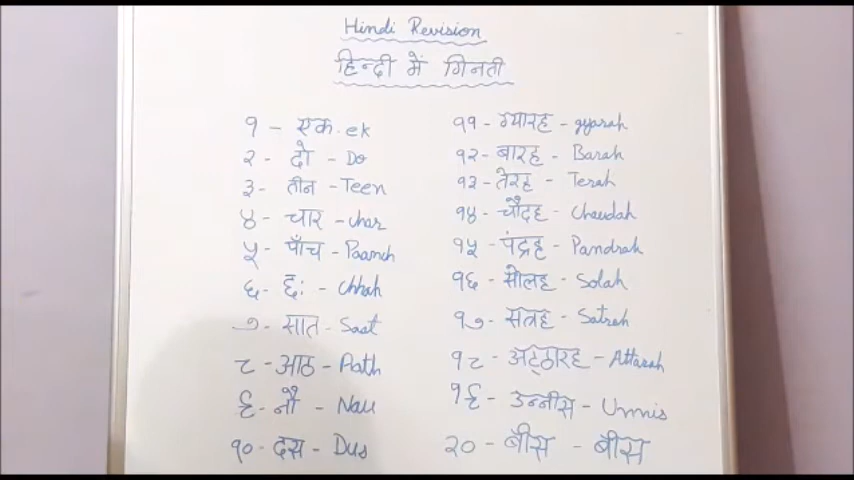 Hindi Revision
हिन्दी में गिनती
१ - एक - ek
२ - दो - Do
३ - तीन - Teen
४ - चार - char
५ - पाँच - Paanch
६ - छः - chhah
७ - सात - Saat
८ - आठ - Aath
९ - नौ - Nau
१० - दस - Dus
११ - ग्यारह - gyarah
१२ - बारह - Barah
१३ - तेरह - Terah
१४ - चौदह - Chaudah
१५ - पंद्रह - Pandrah
१६ - सोलह - Solah
१७ - सत्रह - Satrah
१८ - अट्ठारह - Attarah
१९ - उन्नीस - Unnis
२० - बीस - बीस